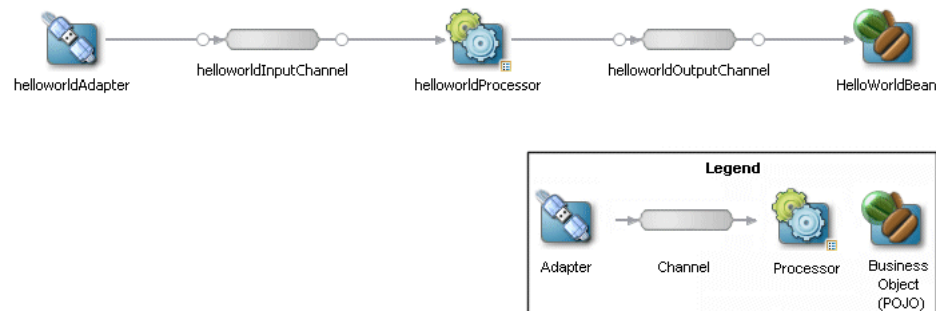 helloworldAdapter
helloworldInputChannel
helloworldProcessor
helloworldOutputChannel
HelloWorldBean
Legend
Adapter
Channel
Processor
Business
Object
(POJO)